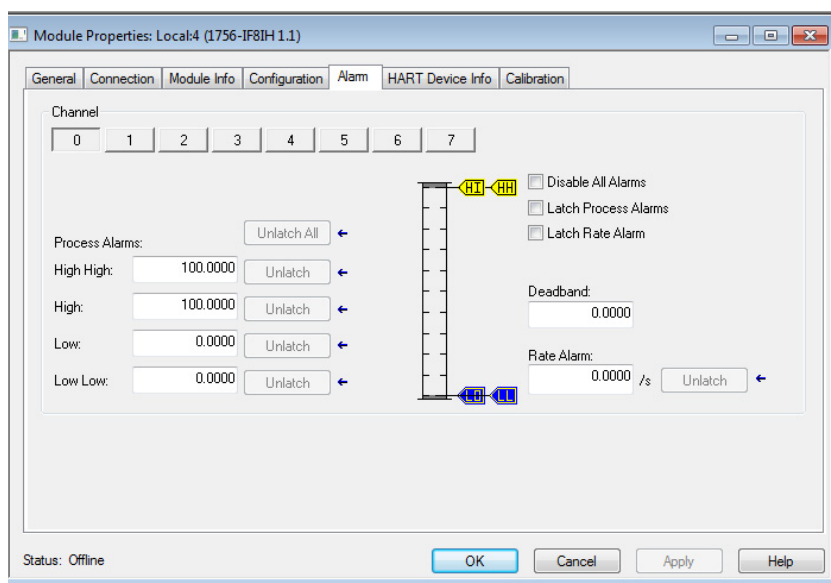 Module Properties: Local:4 (1756-IF8IH 1.1)
General Connection Module Info Configuration Alarm HART Device Info Calibration
Channel
0 1 2 3 4 5 6 7
HI HH
Disable All Alarms
Latch Process Alarms
Latch Rate Alarm
Process Alarms: Unlatch All
High High: 100.0000 Unlatch
High: 100.0000 Unlatch
Low: 0.0000 Unlatch
Low Low: 0.0000 Unlatch
Deadband:
0.0000
Rate Alarm:
0.0000 /s Unlatch
LO LL
Status: Offline
OK Cancel Apply Help